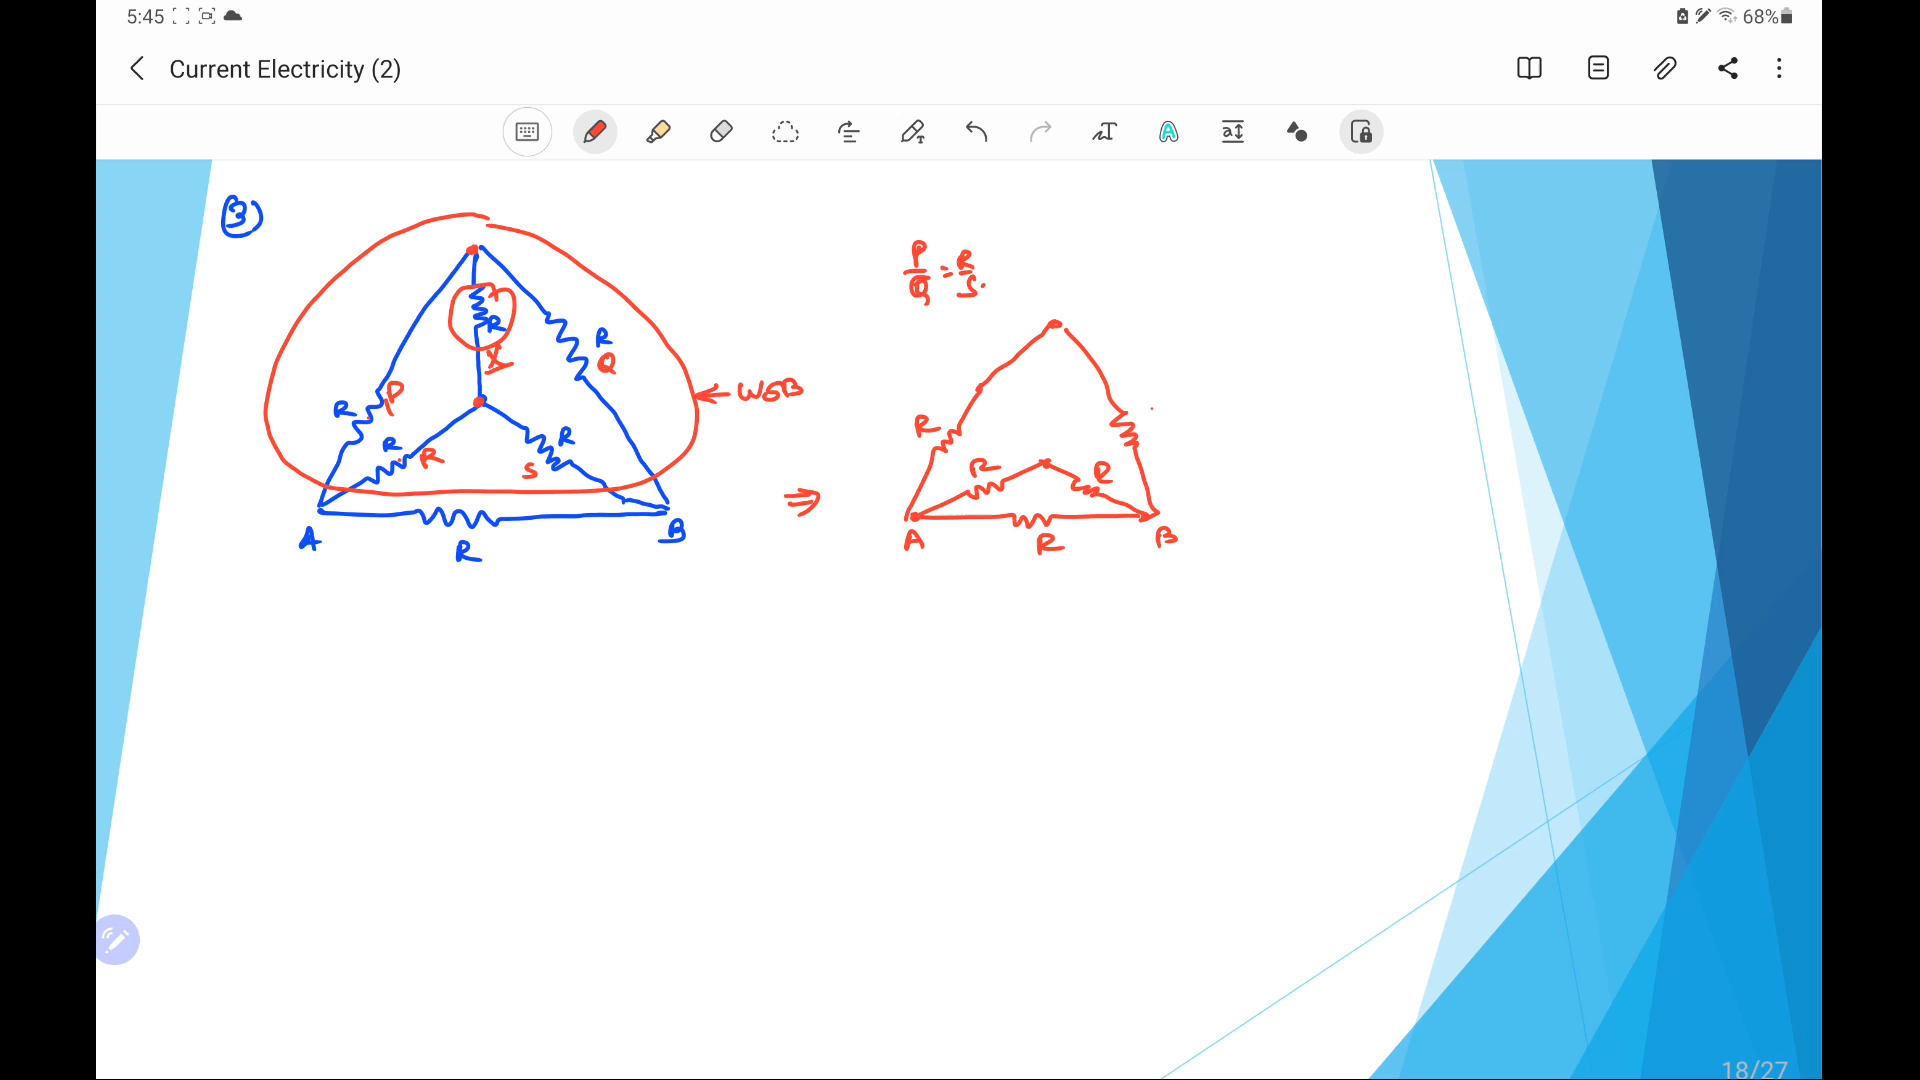 5:45
68%
Current Electricity (2)
(3)
P/Q = R/S.
R
R
Q
X
← WSB
R P
R R
R
S
⇒
R
R
R
A
B
R
A
B
R
18/27